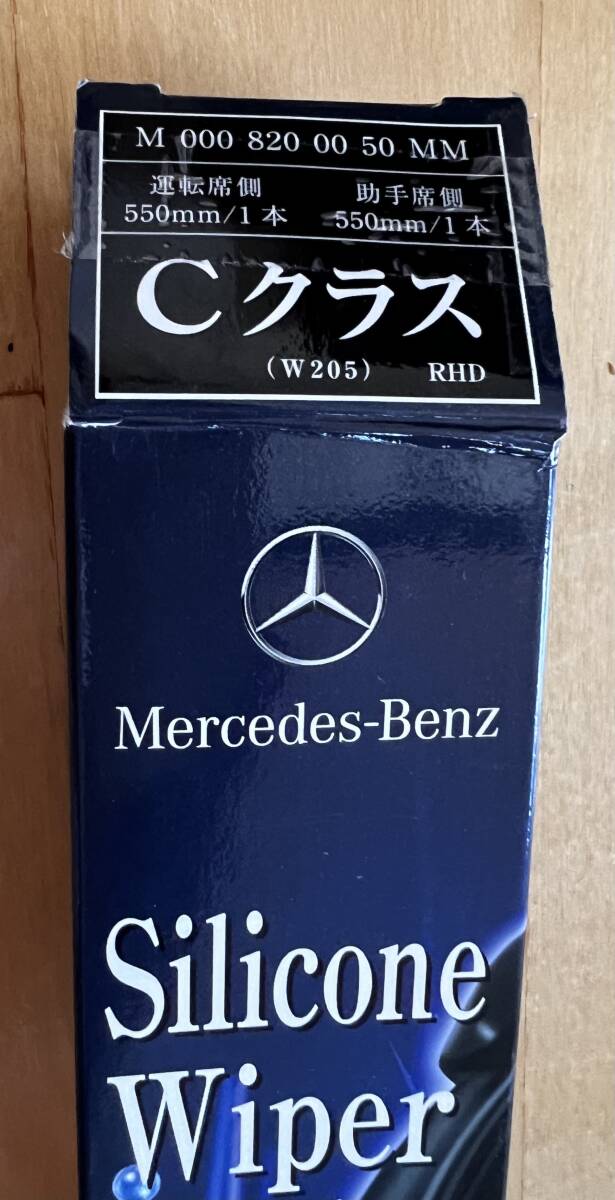 M 000 820 00 50 MM
運転席側 助手席側
550mm/1本 550mm/1本
Cクラス
(W205) RHD
Mercedes-Benz
Silicone
Wiper